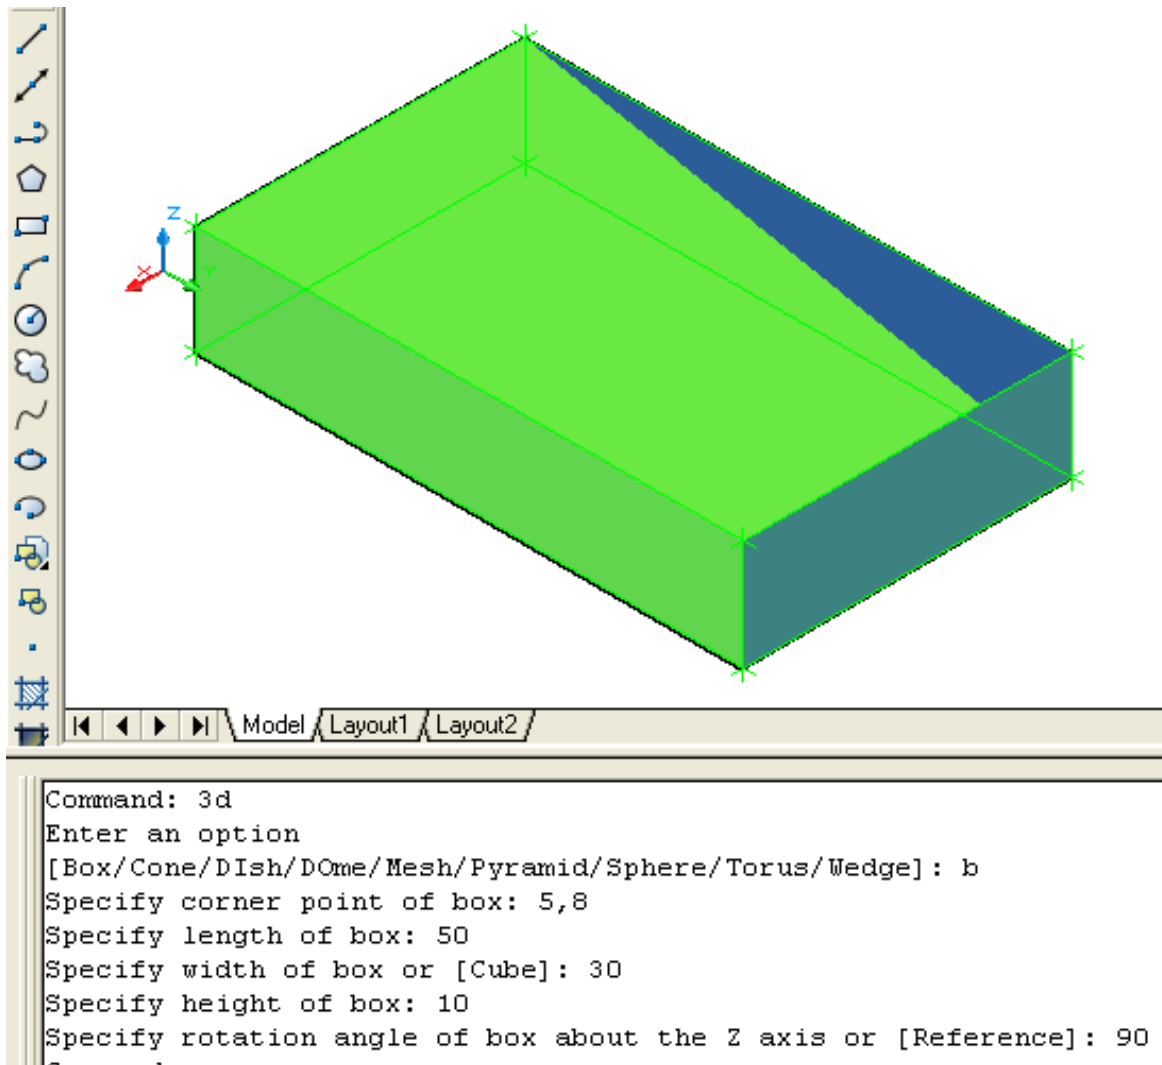 Z
X
Y
Model
Layout1
Layout2
Command: 3d
Enter an option
[Box/Cone/DIsh/DOme/Mesh/Pyramid/Sphere/Torus/Wedge]: b
Specify corner point of box: 5,8
Specify length of box: 50
Specify width of box or [Cube]: 30
Specify height of box: 10
Specify rotation angle of box about the Z axis or [Reference]: 90